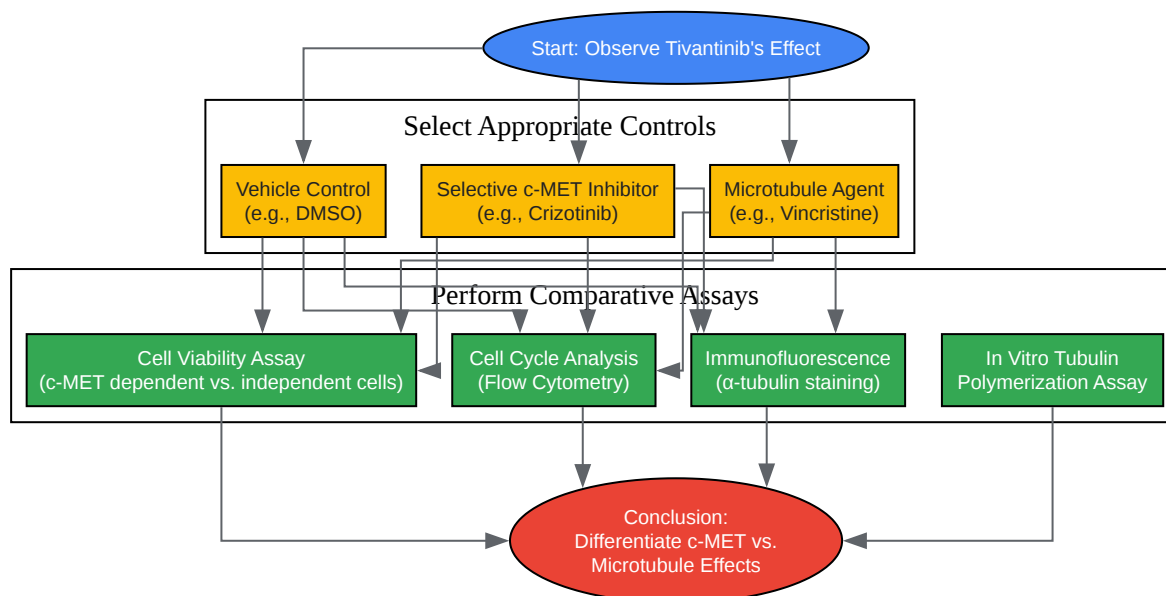 Start: Observe Tivantinib's Effect
Select Appropriate Controls
Vehicle Control
(e.g., DMSO)
Selective c-MET Inhibitor
(e.g., Crizotinib)
Microtubule Agent
(e.g., Vincristine)
Perform Comparative Assays
Cell Viability Assay
(c-MET dependent vs. independent cells)
Cell Cycle Analysis
(Flow Cytometry)
Immunofluorescence
(α-tubulin staining)
In Vitro Tubulin
Polymerization Assay
Conclusion:
Differentiate c-MET vs.
Microtubule Effects